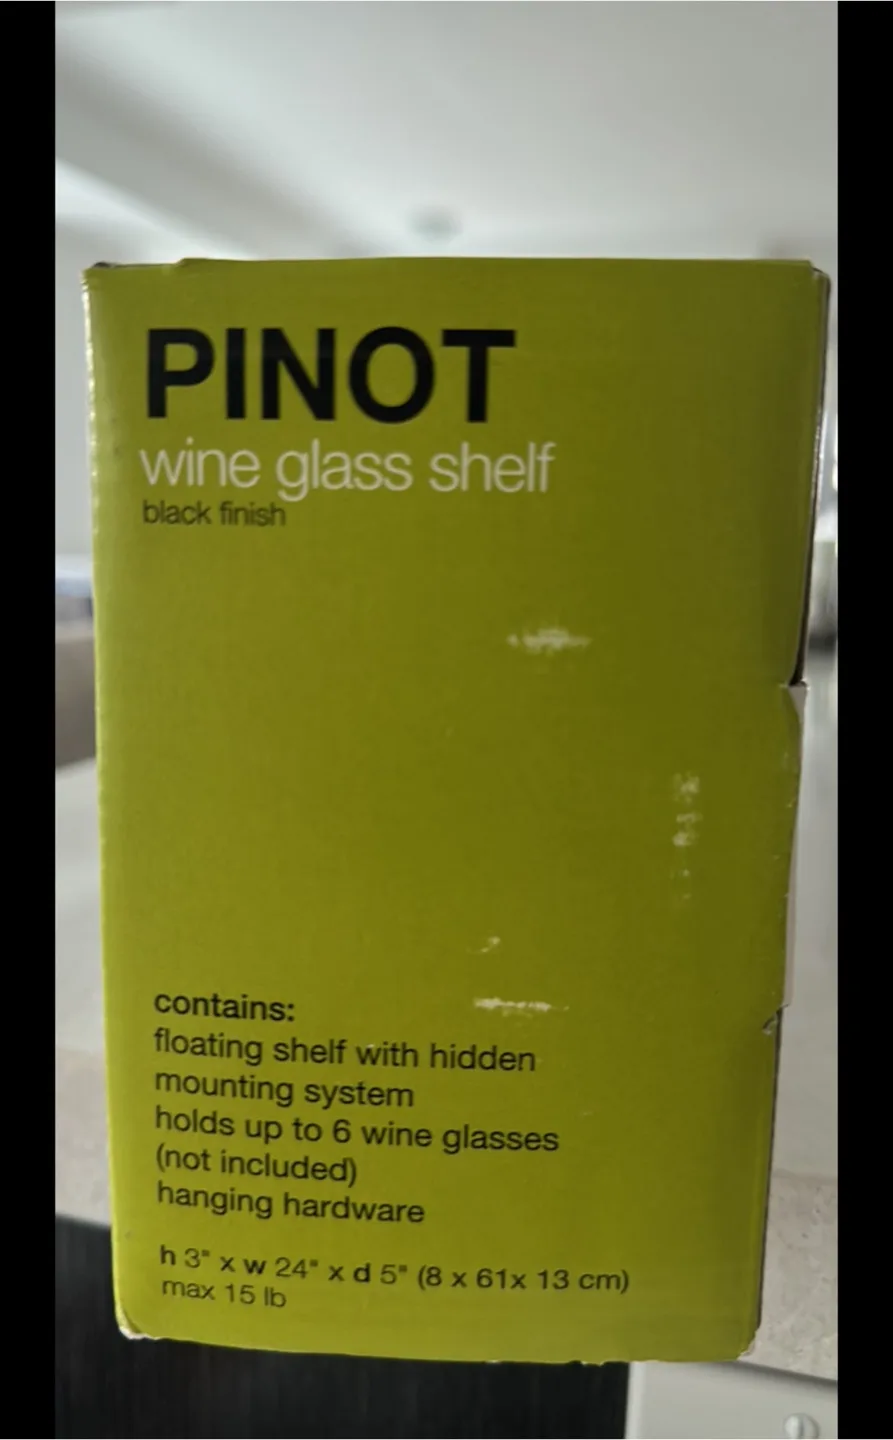 PINOT
wine glass shelf
black finish
contains:
floating shelf with hidden
mounting system
holds up to 6 wine glasses
(not included)
hanging hardware
h 3" x w 24" x d 5" (8 x 61x 13 cm)
max 15 lb